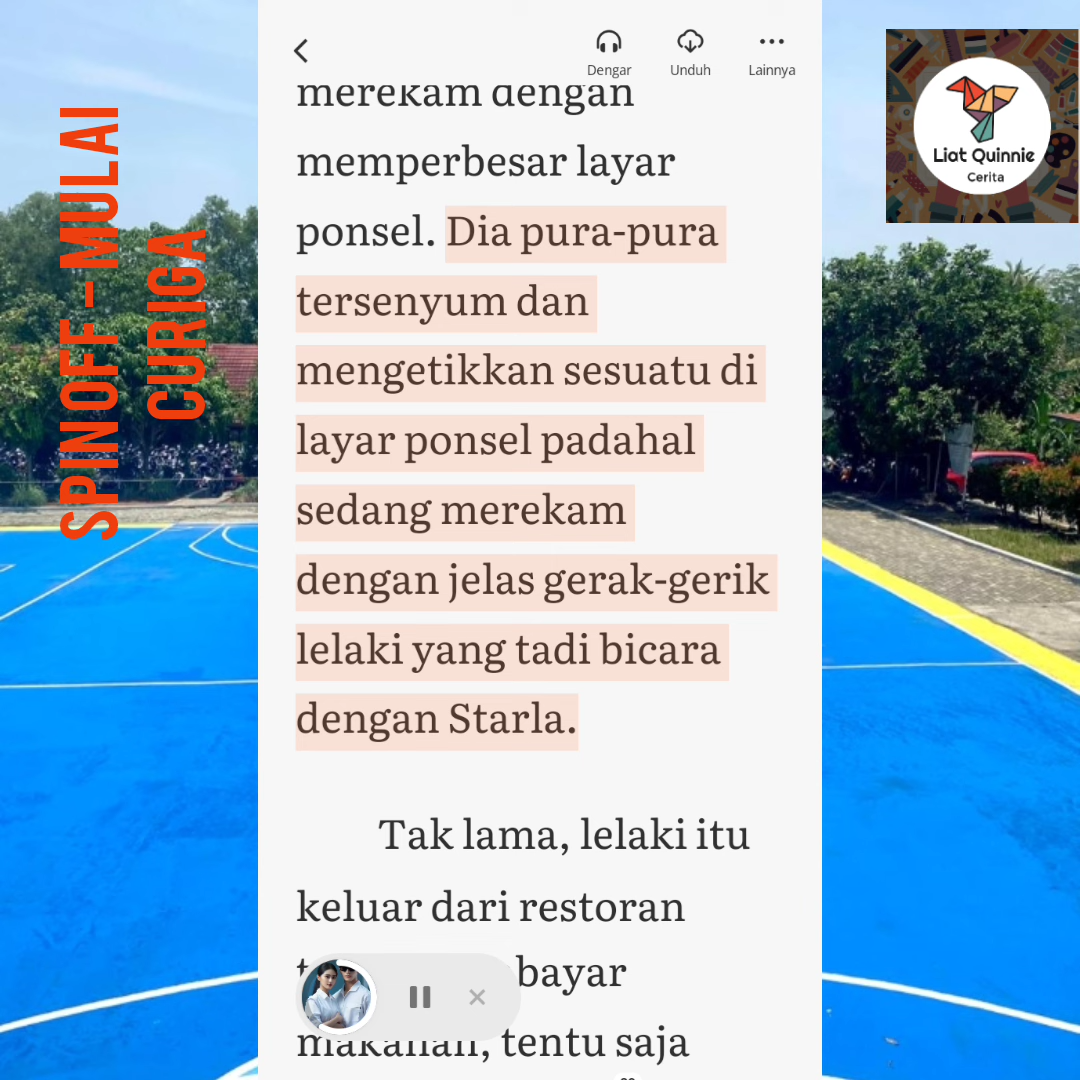 SPIN OFF - MULAI
CURIGA
Dengar
Unduh
Lainnya
merekam dengan
memperbesar layar
ponsel. Dia pura-pura
tersenyum dan
mengetikkan sesuatu di
layar ponsel padahal
sedang merekam
dengan jelas gerak-gerik
lelaki yang tadi bicara
dengan Starla.
Tak lama, lelaki itu
keluar dari restoran
bayar
makanan, tentu saja
Liat Quinnie
Cerita